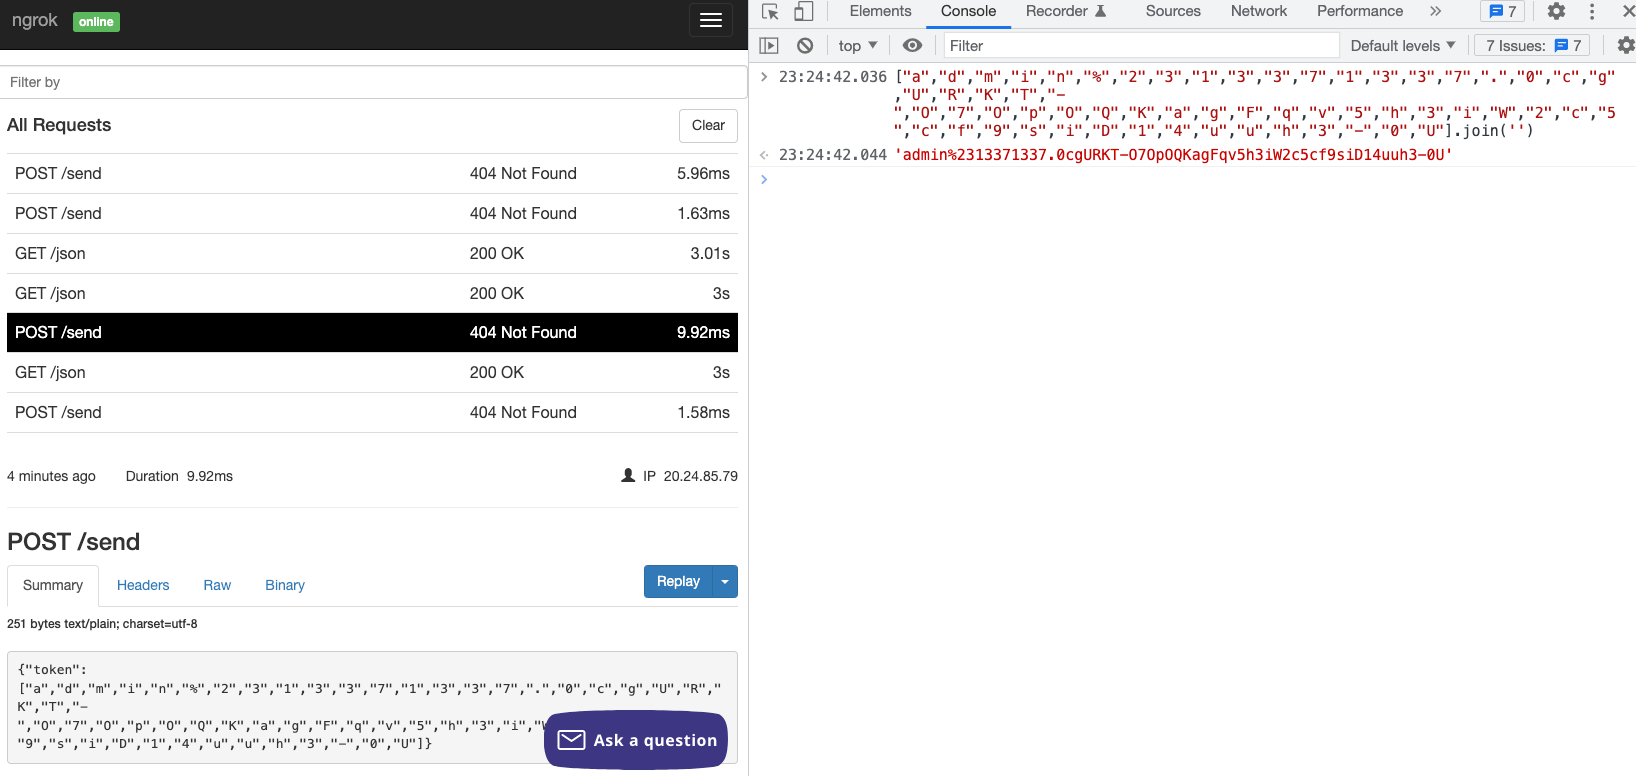 ngrok online
Filter by
All Requests Clear
POST /send 404 Not Found 5.96ms
POST /send 404 Not Found 1.63ms
GET /json 200 OK 3.01s
GET /json 200 OK 3s
POST /send 404 Not Found 9.92ms
GET /json 200 OK 3s
POST /send 404 Not Found 1.58ms
4 minutes ago Duration 9.92ms IP 20.24.85.79
POST /send
Summary Headers Raw Binary Replay
251 bytes text/plain; charset=utf-8
{"token":
["a","d","m","i","n","%","2","3","1","3","3","7","1","3","3","7",".","0","c","g","U","R","
K","T","-
","O","7","O","p","O","Q","K","a","g","F","q","v","5","h","3","i","W
"9","s","i","D","1","4","u","u","h","3","-","0","U"]}
Ask a question
Elements Console Recorder Sources Network Performance » 7
top Filter Default levels 7 Issues: 7
23:24:42.036 ["a","d","m","i","n","%","2","3","1","3","3","7","1","3","3","7",".","0","c","g"
,"U","R","K","T","-
","O","7","O","p","O","Q","K","a","g","F","q","v","5","h","3","i","W","2","c","5
","c","f","9","s","i","D","1","4","u","u","h","3","-","0","U"].join('')
23:24:42.044 'admin%2313371337.0cgURKT-O7OpOQKagFqv5h3iW2c5cf9siD14uuh3-0U'